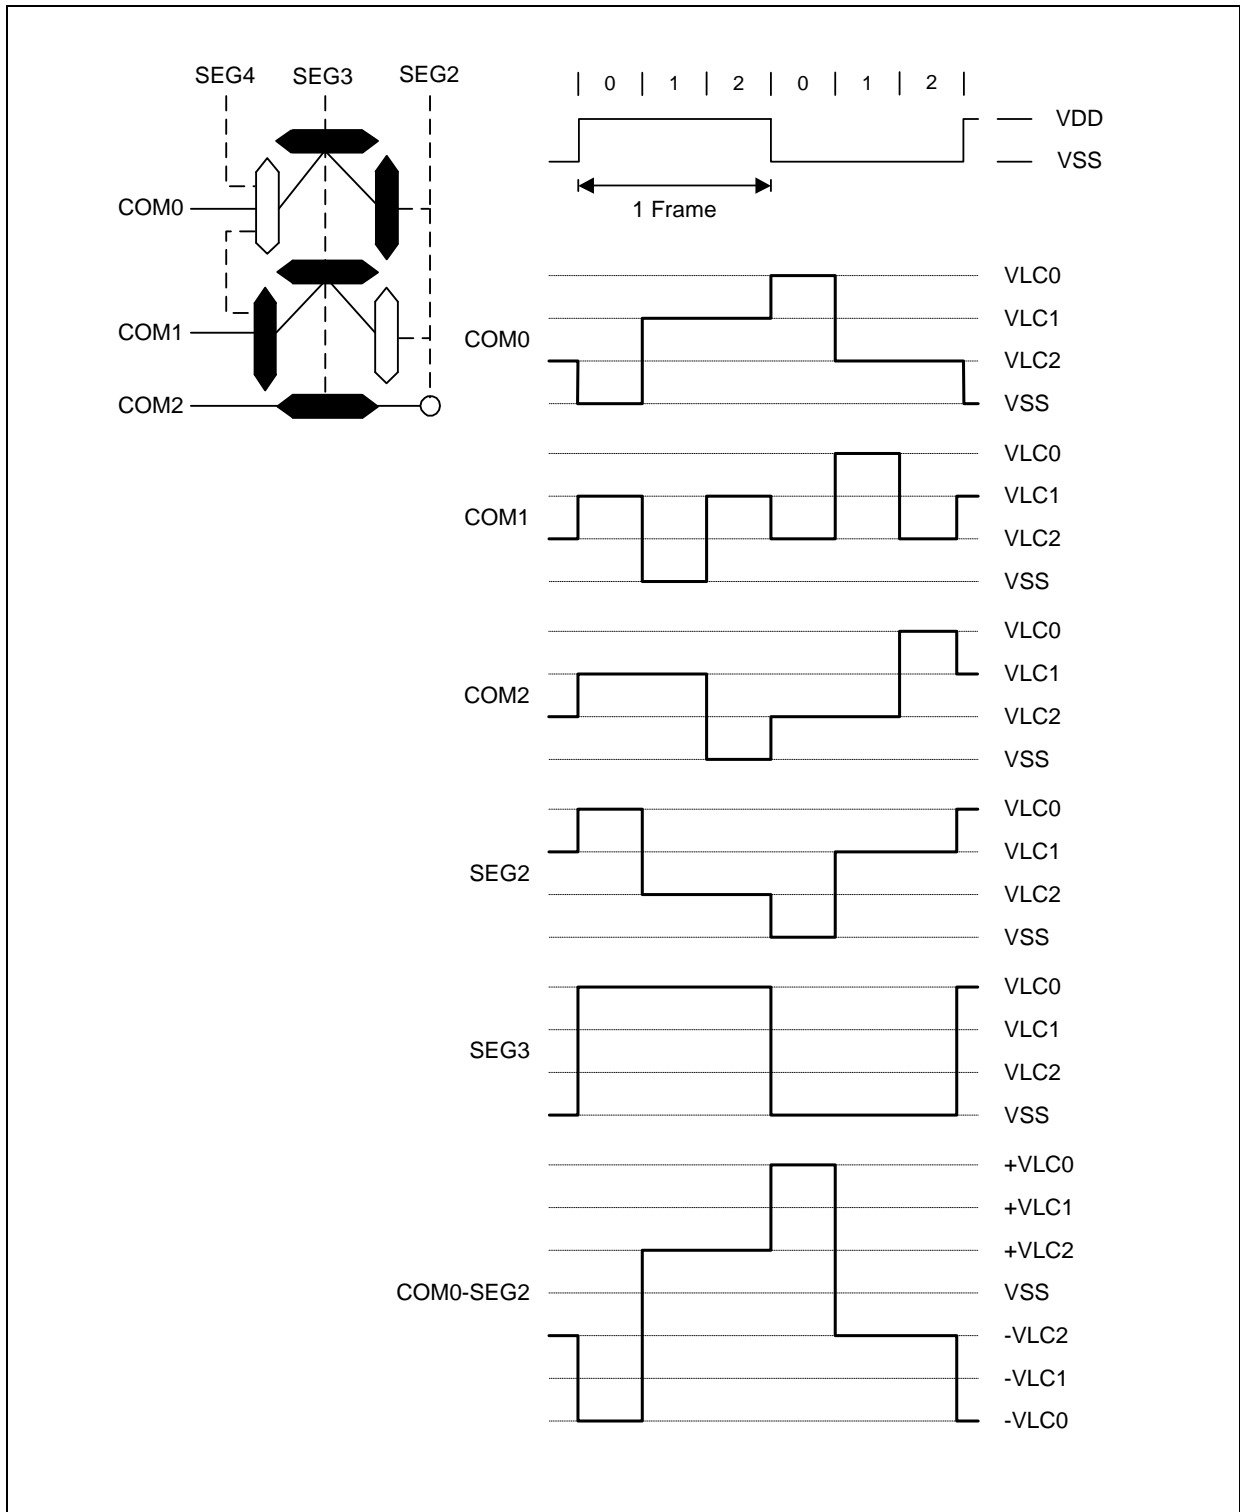 SEG4 SEG3 SEG2
COM0
COM1
COM2
| 0 | 1 | 2 | 0 | 1 | 2 |
VDD
VSS
1 Frame
COM0
VLC0
VLC1
VLC2
VSS
COM1
VLC0
VLC1
VLC2
VSS
COM2
VLC0
VLC1
VLC2
VSS
SEG2
VLC0
VLC1
VLC2
VSS
SEG3
VLC0
VLC1
VLC2
VSS
COM0-SEG2
+VLC0
+VLC1
+VLC2
VSS
-VLC2
-VLC1
-VLC0